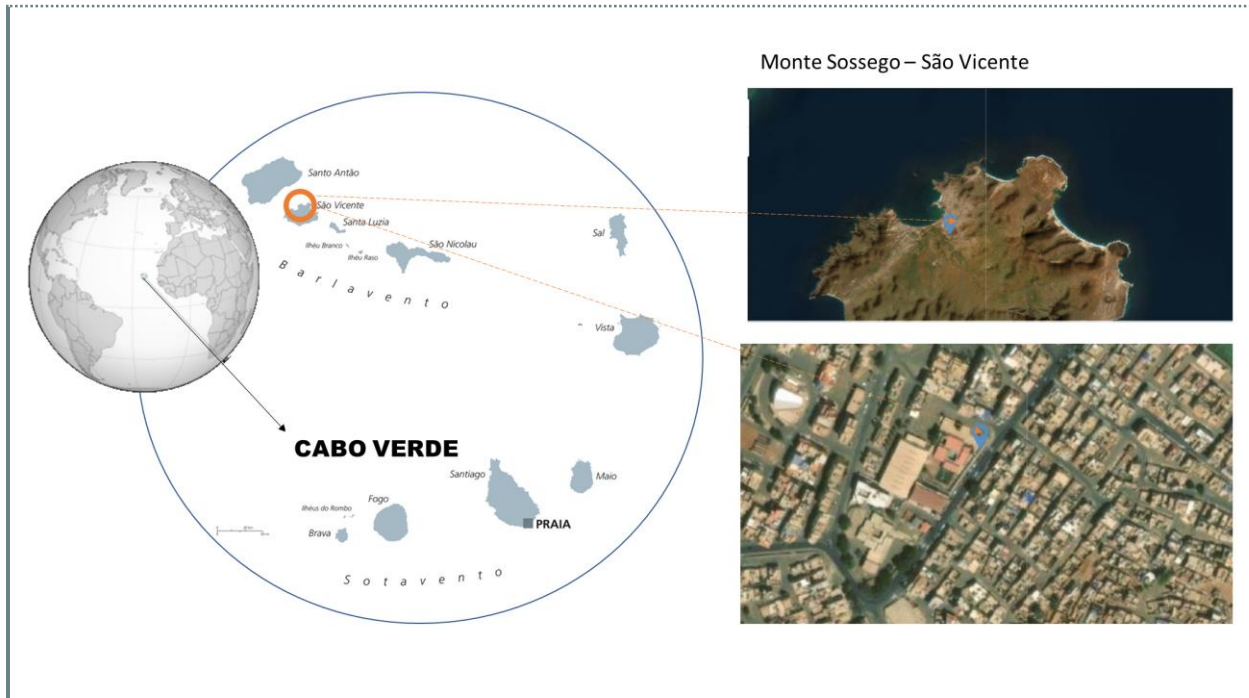 Monte Sossego – São Vicente
Santo Antão
São Vicente
Santa Luzia
Ilhéu Branco
Ilhéu Raso
São Nicolau
Sal
Barlavento
Vista
CABO VERDE
Santiago
Maio
Fogo
Ilhéus do Rombo
Brava
PRAIA
Sotavento